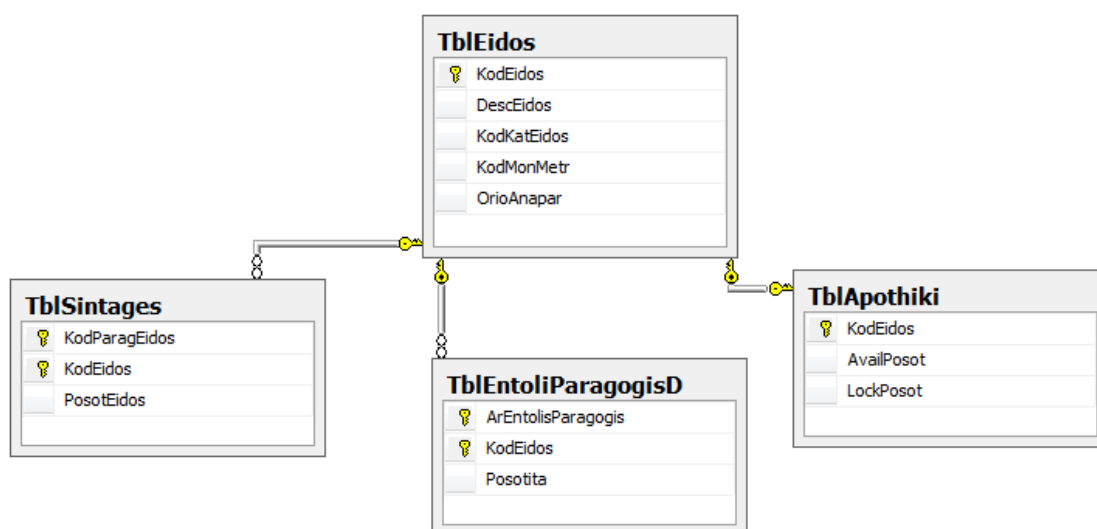 TblEidos
KodEidos
DescEidos
KodKatEidos
KodMonMetr
OrioAnapar
TblSintages
KodParagEidos
KodEidos
PosotEidos
TblEntoliParagogisD
ArEntolisParagogis
KodEidos
Posotita
TblApothiki
KodEidos
AvailPosot
LockPosot